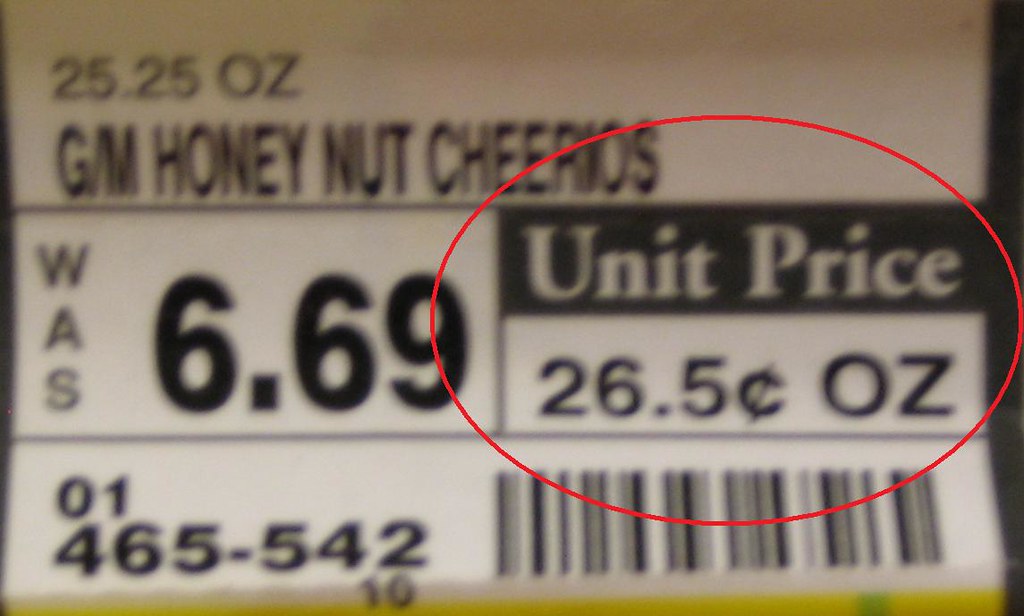 25.25 OZ
G/M HONEY NUT CHEERIOS
WAS
6.69
Unit Price
26.5¢ OZ
01
465-542
10